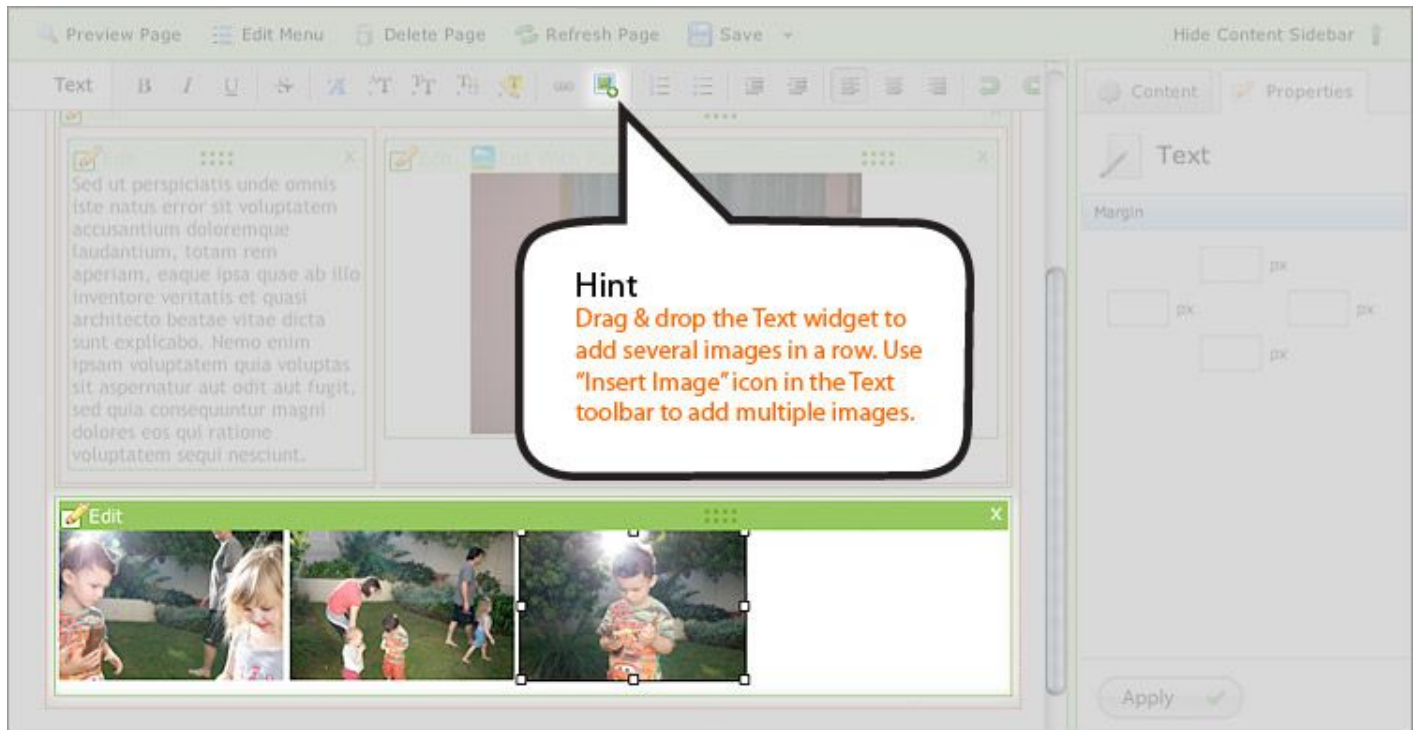 Preview Page Edit Menu Delete Page Refresh Page Save Hide Content Sidebar
Text B I U S
Content Properties
Text
Margin
px
px px
px
Edit X
Sed ut perspiciatis unde omnis
iste natus error sit voluptatem
accusantium doloremque
laudantium, totam rem
aperiam, eaque ipsa quae ab illo
inventore veritatis et quasi
architecto beatae vitae dicta
sunt explicabo. Nemo enim
ipsam voluptatem quia voluptas
sit aspernatur aut odit aut fugit,
sed quia consequuntur magni
dolores eos qui ratione
voluptatem sequi nesciunt.
Edit X
Hint
Drag & drop the Text widget to
add several images in a row. Use
"Insert Image" icon in the Text
toolbar to add multiple images.
Edit X
Apply